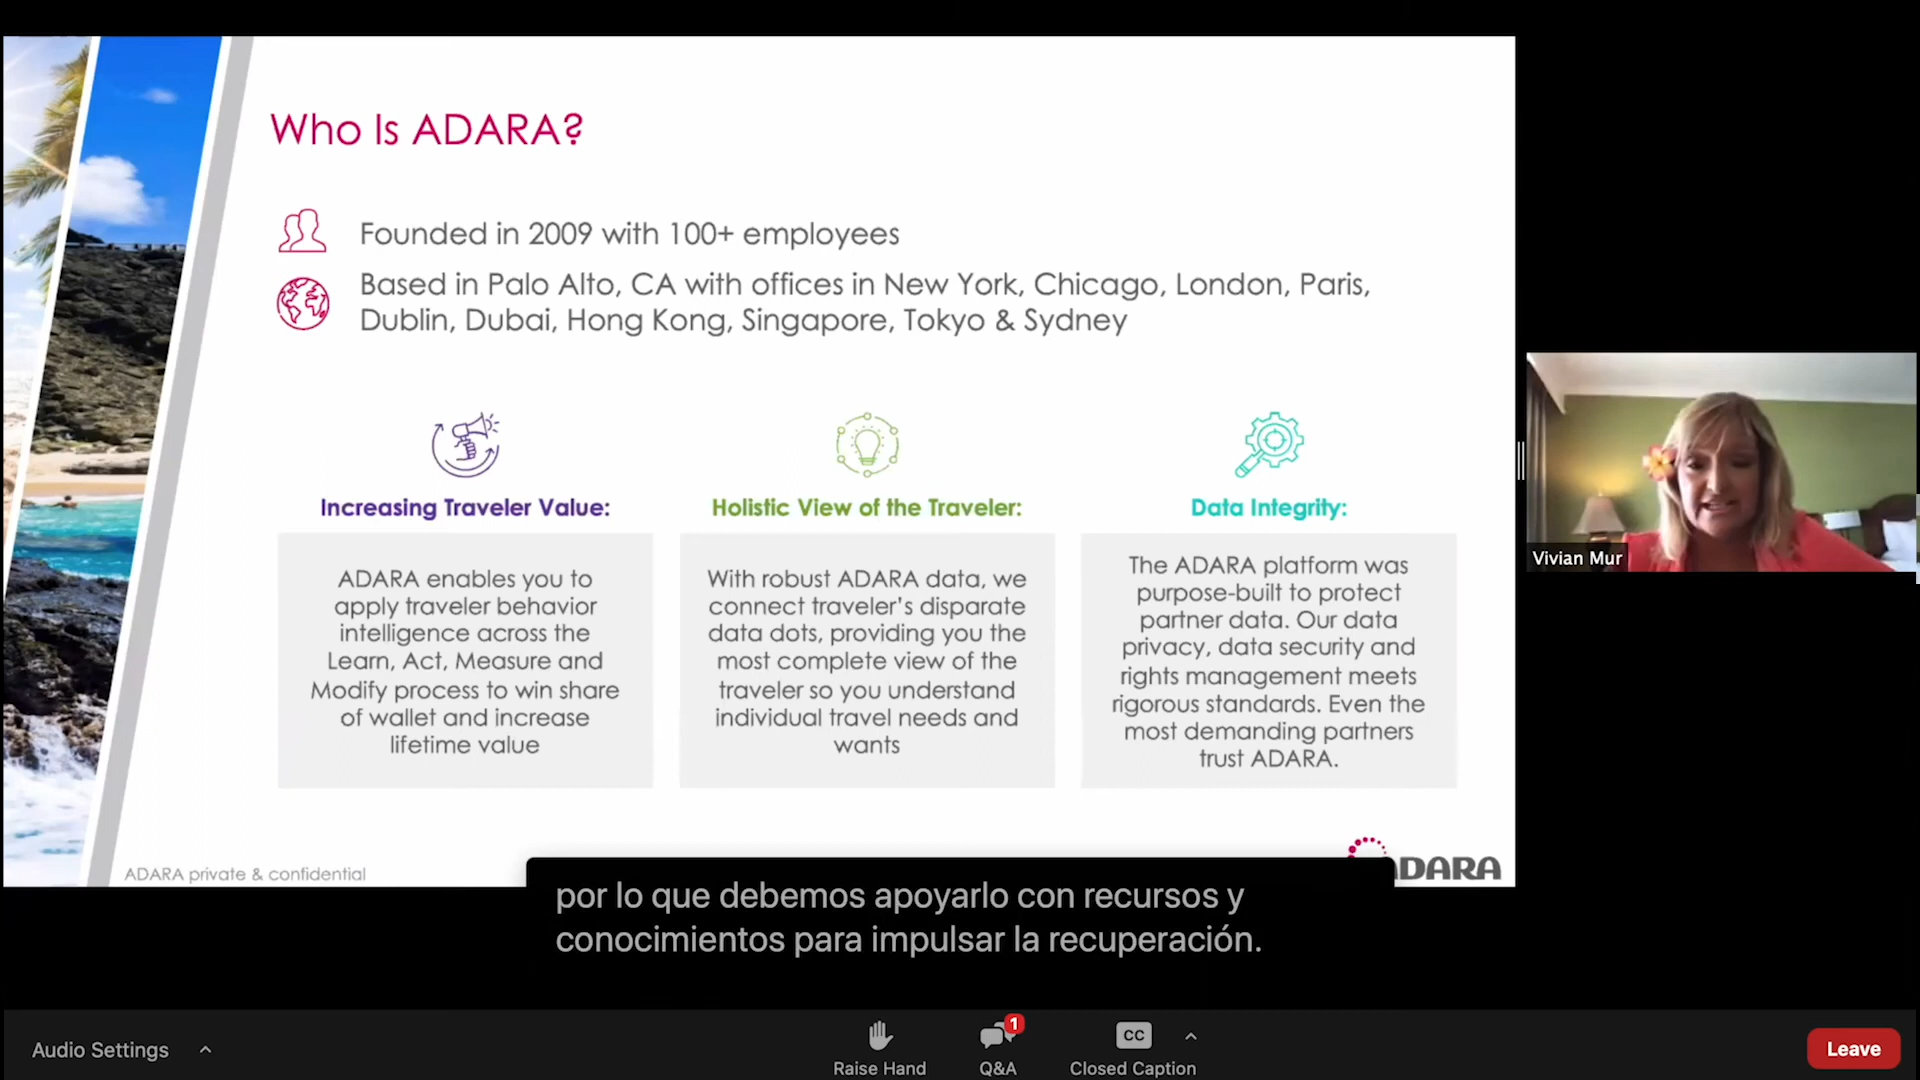 Who Is ADARA?
Founded in 2009 with 100+ employees
Based in Palo Alto, CA with offices in New York, Chicago, London, Paris,
Dublin, Dubai, Hong Kong, Singapore, Tokyo & Sydney
Increasing Traveler Value:
ADARA enables you to
apply traveler behavior
intelligence across the
Learn, Act, Measure and
Modify process to win share
of wallet and increase
lifetime value
Holistic View of the Traveler:
With robust ADARA data, we
connect traveler's disparate
data dots, providing you the
most complete view of the
traveler so you understand
individual travel needs and
wants
Data Integrity:
The ADARA platform was
purpose-built to protect
partner data. Our data
privacy, data security and
rights management meets
rigorous standards. Even the
most demanding partners
trust ADARA.
Vivian Mur
ADARA private & confidential
DARA
por lo que debemos apoyarlo con recursos y
conocimientos para impulsar la recuperación.
Audio Settings
Raise Hand
1
Q&A
CC
Closed Caption
Leave